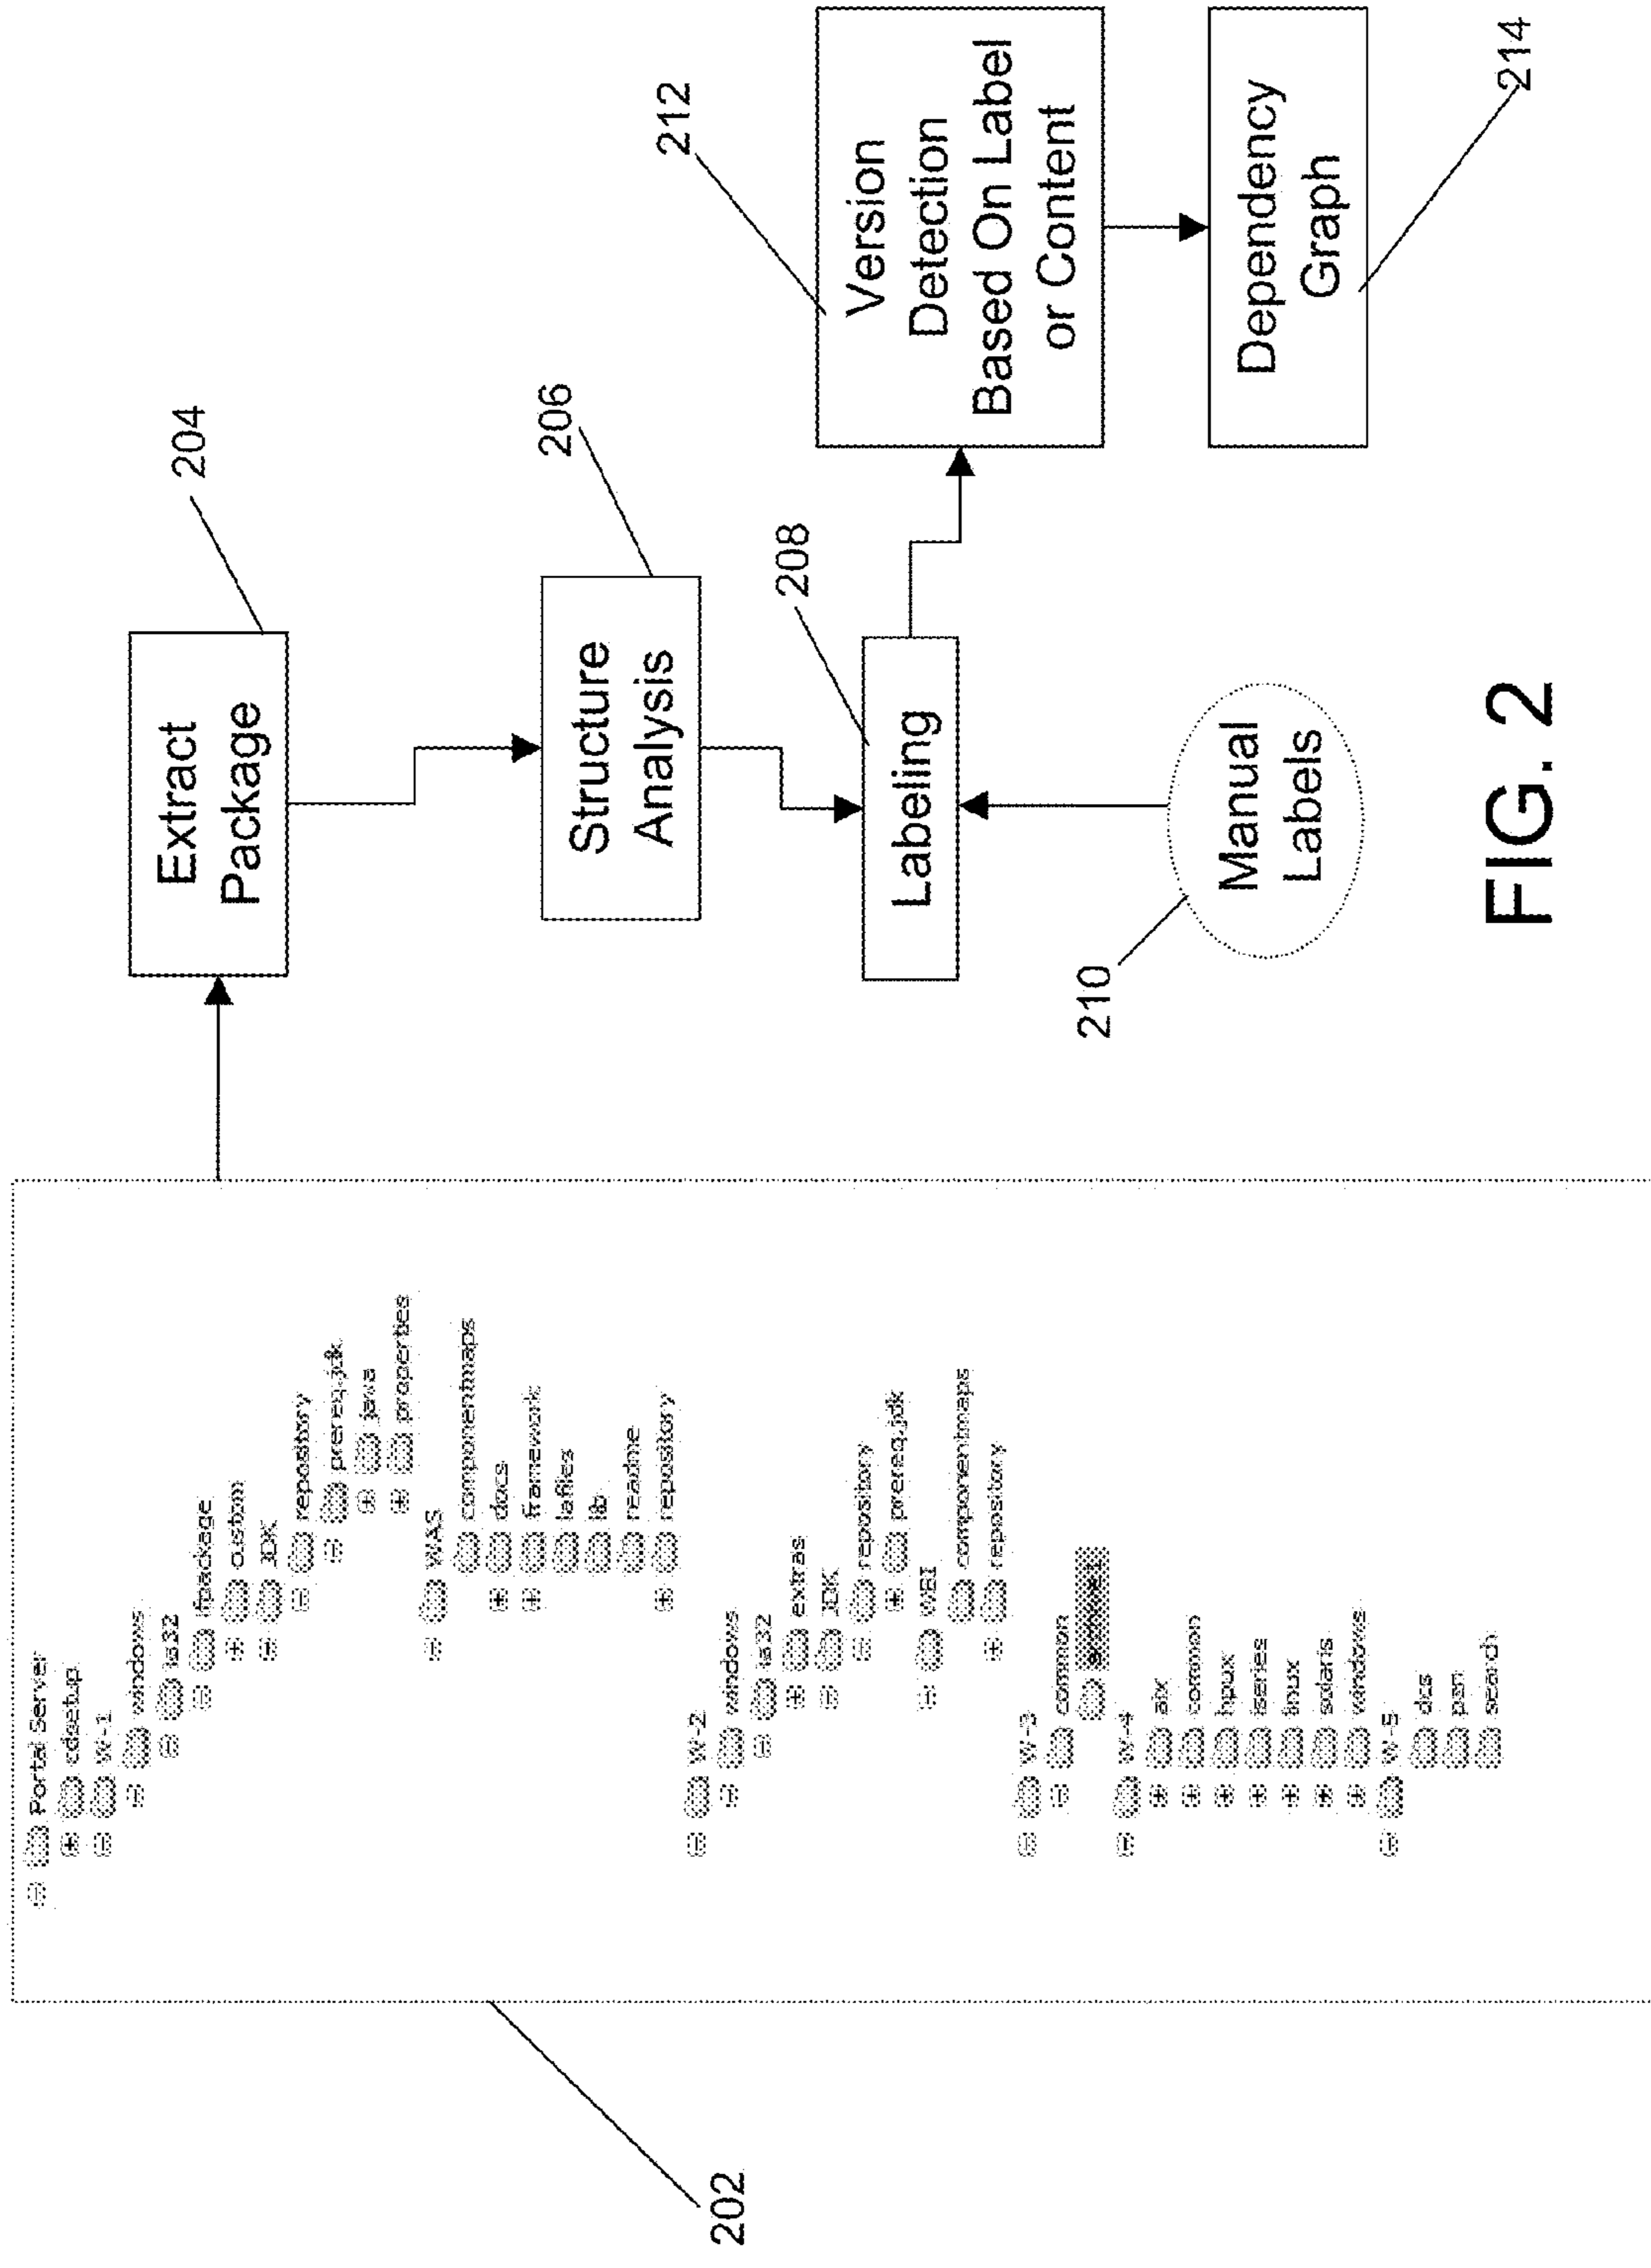 Portal Server
cdsetup
W-1
windows
ia32
ifpackage
custom
JDK
repository
prereq.jdk
java
properties
WAS
componentmaps
docs
framework
lafiles
lib
readme
repository
W-2
windows
ia32
extras
JDK
repository
prereq.jdk
WBI
componentmaps
repository
W-3
common
W-4
aix
common
hpux
iseries
linux
solaris
windows
W-5
dcs
search
202
Extract
Package
204
Structure
Analysis
206
Labeling
208
Manual
Labels
210
Version
Detection
Based On Label
or Content
212
Dependency
Graph
214
FIG. 2